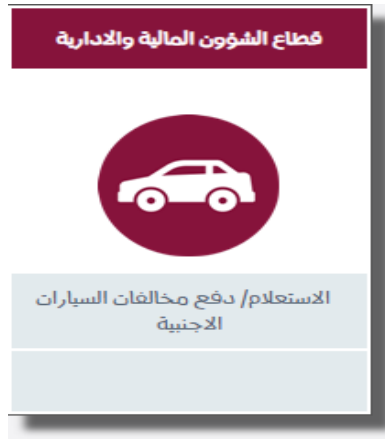 قطاع الشؤون المالية والادارية
الاستعلام/ دفع مخالفات السيارات
الاجنبية